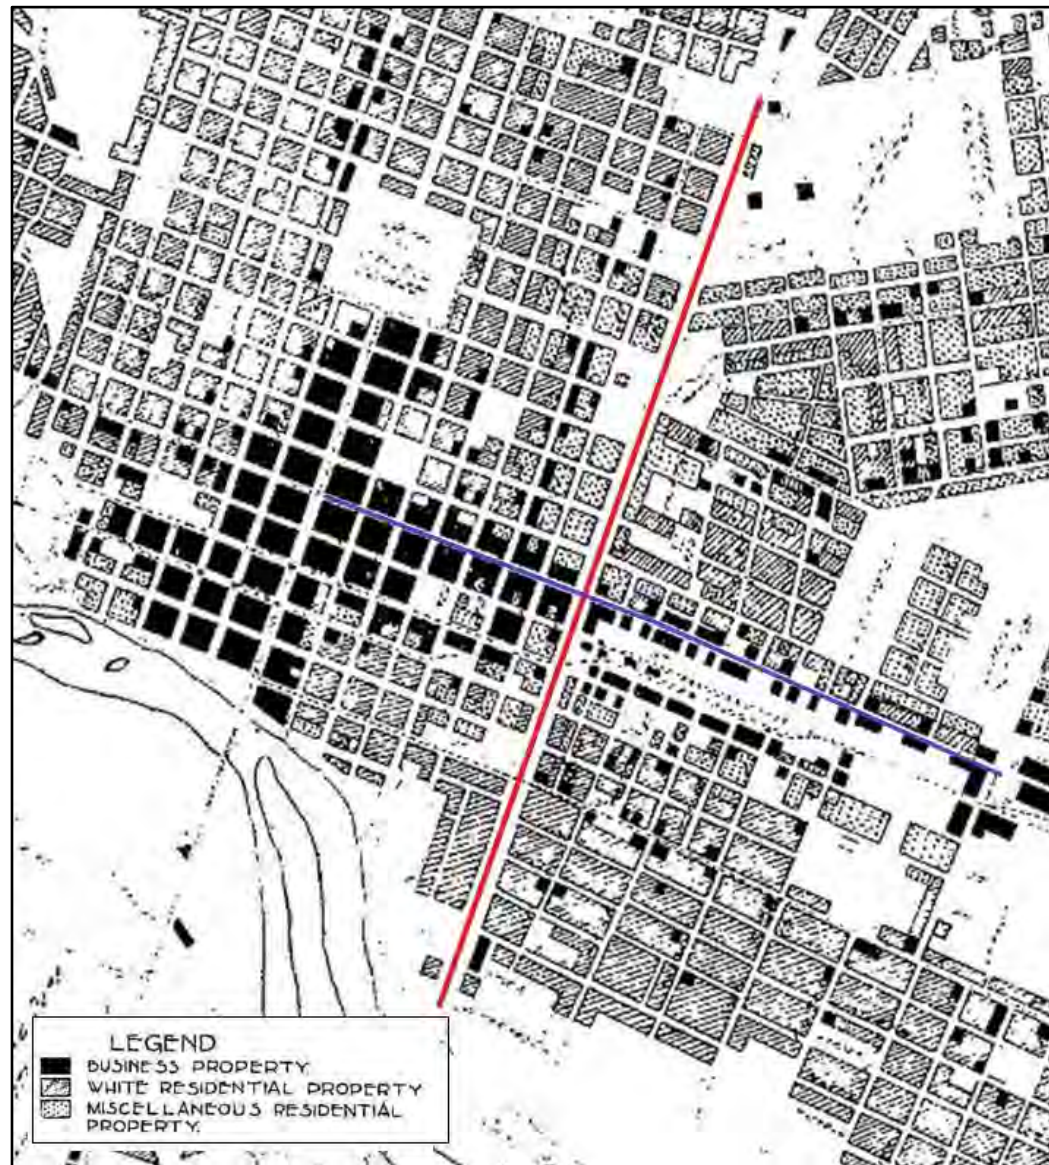 LEGEND
BUSINESS PROPERTY.
WHITE RESIDENTIAL PROPERTY
MISCELLANEOUS RESIDENTIAL
PROPERTY.